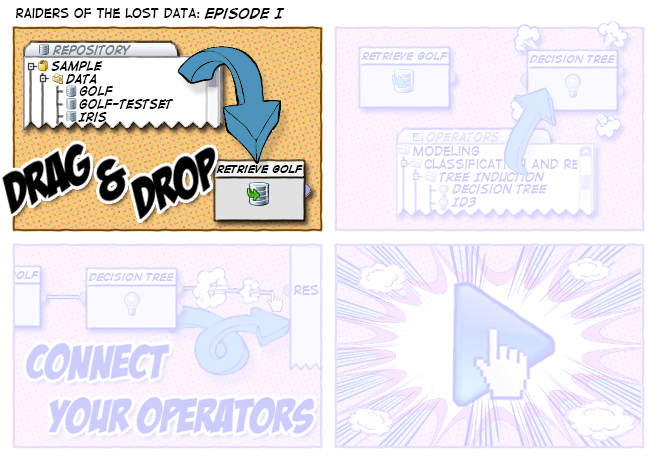 RAIDERS OF THE LOST DATA: EPISODE I
REPOSITORY
SAMPLE
DATA
GOLF
GOLF-TESTSET
IRIS
DRAG & DROP
RETRIEVE GOLF
RETRIEVE GOLF
DECISION TREE
OPERATORS
MODELING
CLASSIFICATION AND RE
TREE INDUCTION
DECISION TREE
ID3
OLF
DECISION TREE
RES
CONNECT
YOUR OPERATORS